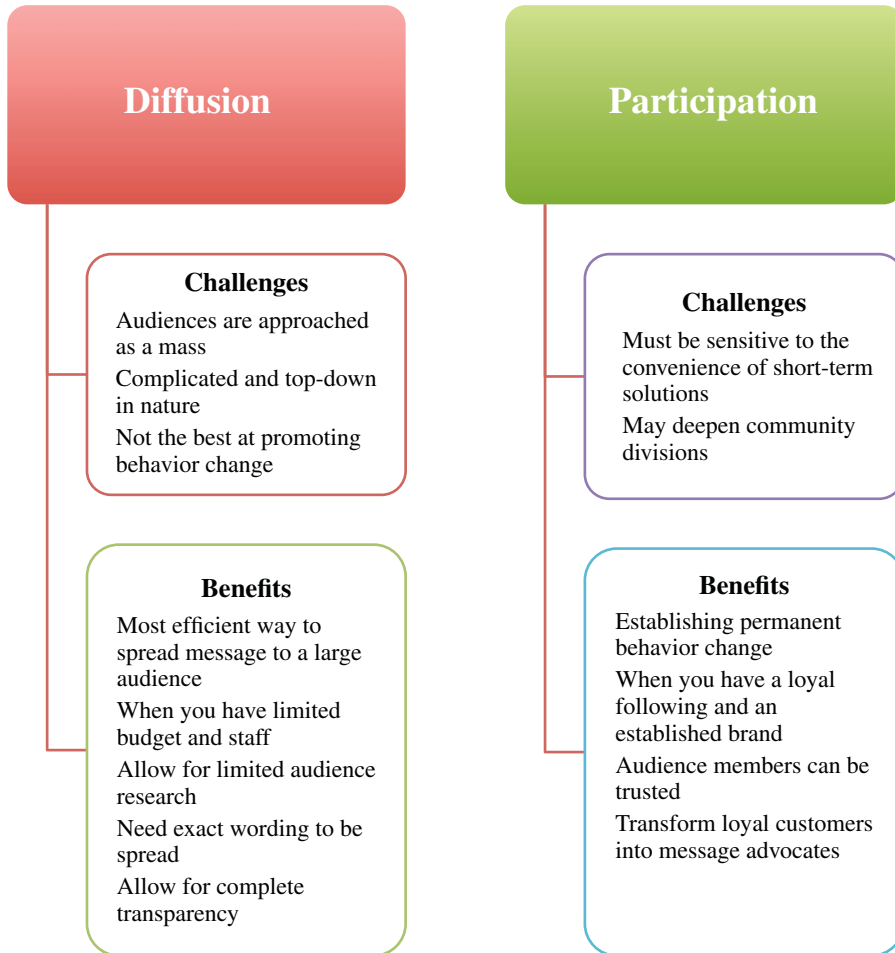 Diffusion
Challenges
Audiences are approached
as a mass
Complicated and top-down
in nature
Not the best at promoting
behavior change
Benefits
Most efficient way to
spread message to a large
audience
When you have limited
budget and staff
Allow for limited audience
research
Need exact wording to be
spread
Allow for complete
transparency
Participation
Challenges
Must be sensitive to the
convenience of short-term
solutions
May deepen community
divisions
Benefits
Establishing permanent
behavior change
When you have a loyal
following and an
established brand
Audience members can be
trusted
Transform loyal customers
into message advocates